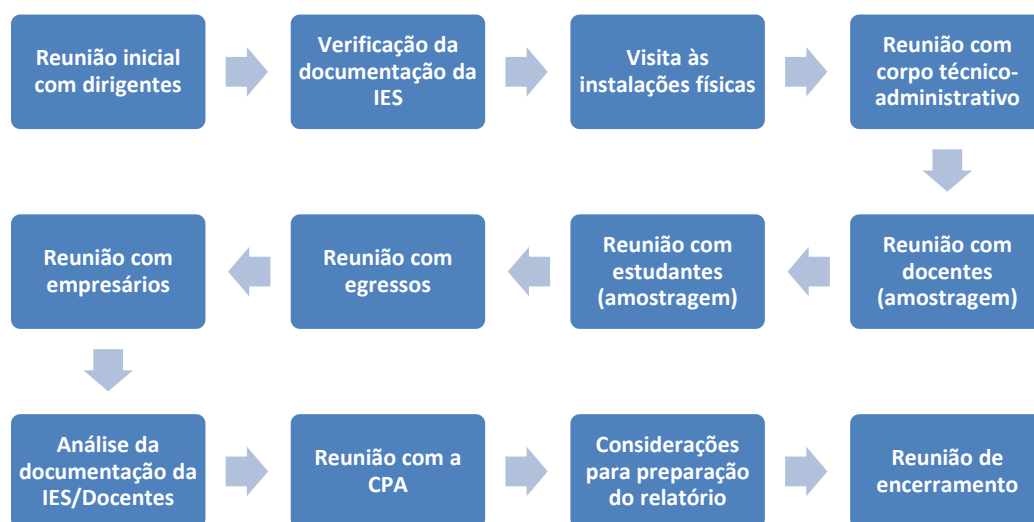 Reunião inicial
com dirigentes
Verificação da
documentação da
IES
Visita às
instalações físicas
Reunião com
corpo técnico-
administrativo
Reunião com
docentes
(amostragem)
Reunião com
estudantes
(amostragem)
Reunião com
egressos
Reunião com
empresários
Análise da
documentação da
IES/Docentes
Reunião com a
CPA
Considerações
para preparação
do relatório
Reunião de
encerramento